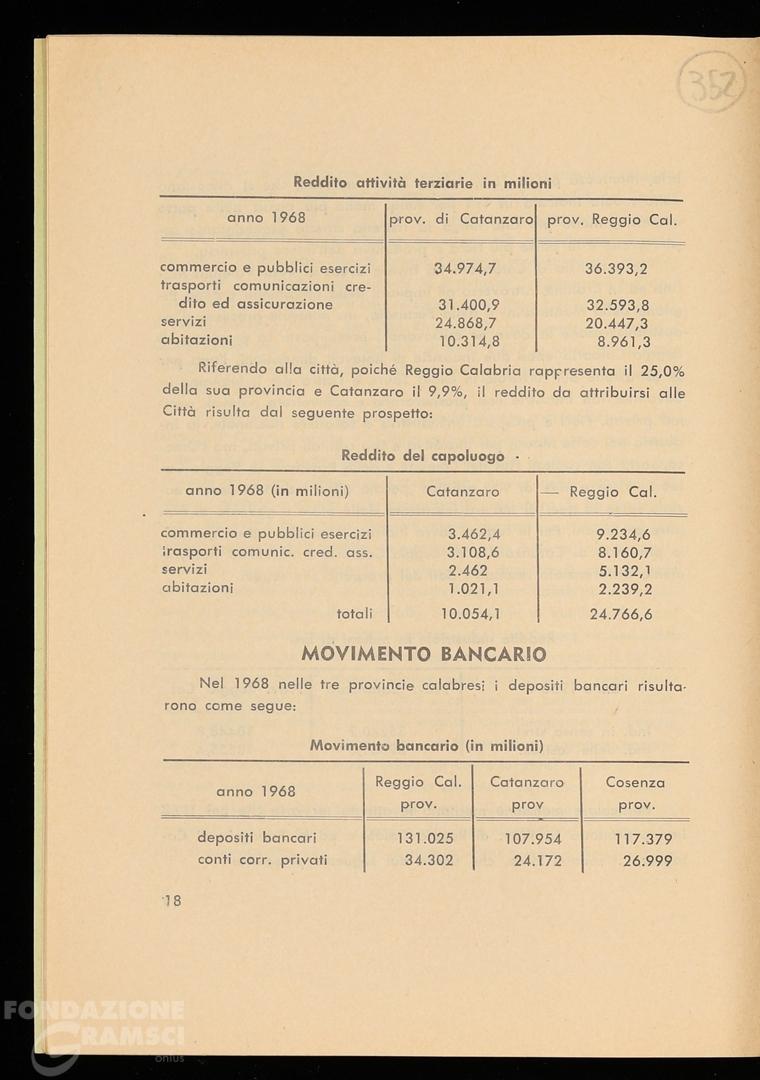 352
Reddito attività terziarie in milioni
anno 1968 prov. di Catanzaro prov. Reggio Cal.
commercio e pubblici esercizi 34.974,7 36.393,2
trasporti comunicazioni cre-
dito ed assicurazione 31.400,9 32.593,8
servizi 24.868,7 20.447,3
abitazioni 10.314,8 8.961,3
Riferendo alla città, poiché Reggio Calabria rappresenta il 25,0%
della sua provincia e Catanzaro il 9,9%, il reddito da attribuirsi alle
Città risulta dal seguente prospetto:
Reddito del capoluogo
anno 1968 (in milioni) Catanzaro — Reggio Cal.
commercio e pubblici esercizi 3.462,4 9.234,6
trasporti comunic. cred. ass. 3.108,6 8.160,7
servizi 2.462 5.132,1
abitazioni 1.021,1 2.239,2
totali 10.054,1 24.766,6
MOVIMENTO BANCARIO
Nel 1968 nelle tre provincie calabresi i depositi bancari risulta-
rono come segue:
Movimento bancario (in milioni)
anno 1968 Reggio Cal. prov. Catanzaro prov Cosenza prov.
depositi bancari 131.025 107.954 117.379
conti corr. privati 34.302 24.172 26.999
18
FONDAZIONE
GRAMSCI
onlus